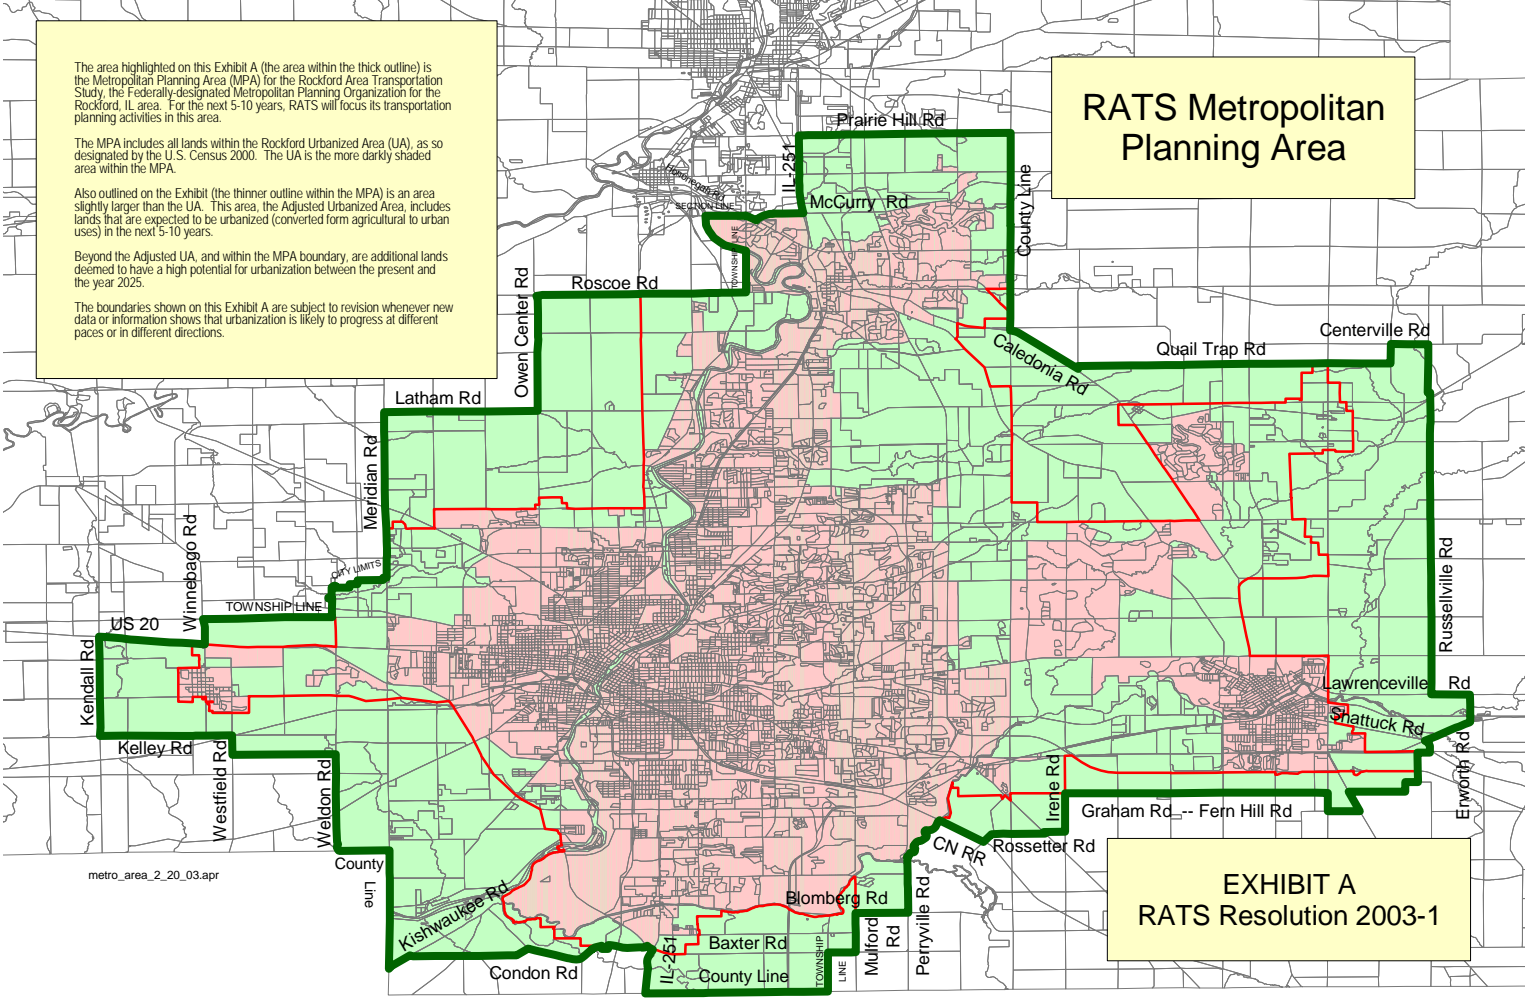 The area highlighted on this Exhibit A (the area within the thick outline) is
the Metropolitan Planning Area (MPA) for the Rockford Area Transportation
Study, the Federally-designated Metropolitan Planning Organization for the
Rockford, IL area. For the next 5-10 years, RATS will focus its transportation
planning activities in this area.
The MPA includes all lands within the Rockford Urbanized Area (UA), as so
designated by the U.S. Census 2000. The UA is the more darkly shaded
area within the MPA.
Also outlined on the Exhibit (the thinner outline within the MPA) is an area
slightly larger than the UA. This area, the Adjusted Urbanized Area, includes
lands that are expected to be urbanized (converted form agricultural to urban
uses) in the next 5-10 years.
Beyond the Adjusted UA, and within the MPA boundary, are additional lands
deemed to have a high potential for urbanization between the present and
the year 2025.
The boundaries shown on this Exhibit A are subject to revision whenever new
data or information shows that urbanization is likely to progress at different
paces or in different directions.
RATS Metropolitan
Planning Area
Prairie Hill Rd
IL-251
Hononegah Rd
SECTION LINE
McCurry Rd
County Line
TOWNSHIP LINE
Roscoe Rd
Owen Center Rd
Caledonia Rd
Quail Trap Rd
Centerville Rd
Latham Rd
Meridian Rd
Winnebago Rd
CITY LIMITS
TOWNSHIP LINE
US 20
Kendall Rd
Russellville Rd
Lawrenceville Rd
Shattuck Rd
Kelley Rd
Westfield Rd
Weldon Rd
Irene Rd
Erworth Rd
Graham Rd -- Fern Hill Rd
CN RR
Rossetter Rd
County
Line
metro_area_2_20_03.apr
Kishwaukee Rd
Blomberg Rd
Perryville Rd
Mulford
Rd
Baxter Rd
IL-251
Condon Rd
County Line
TOWNSHIP
LINE
EXHIBIT A
RATS Resolution 2003-1